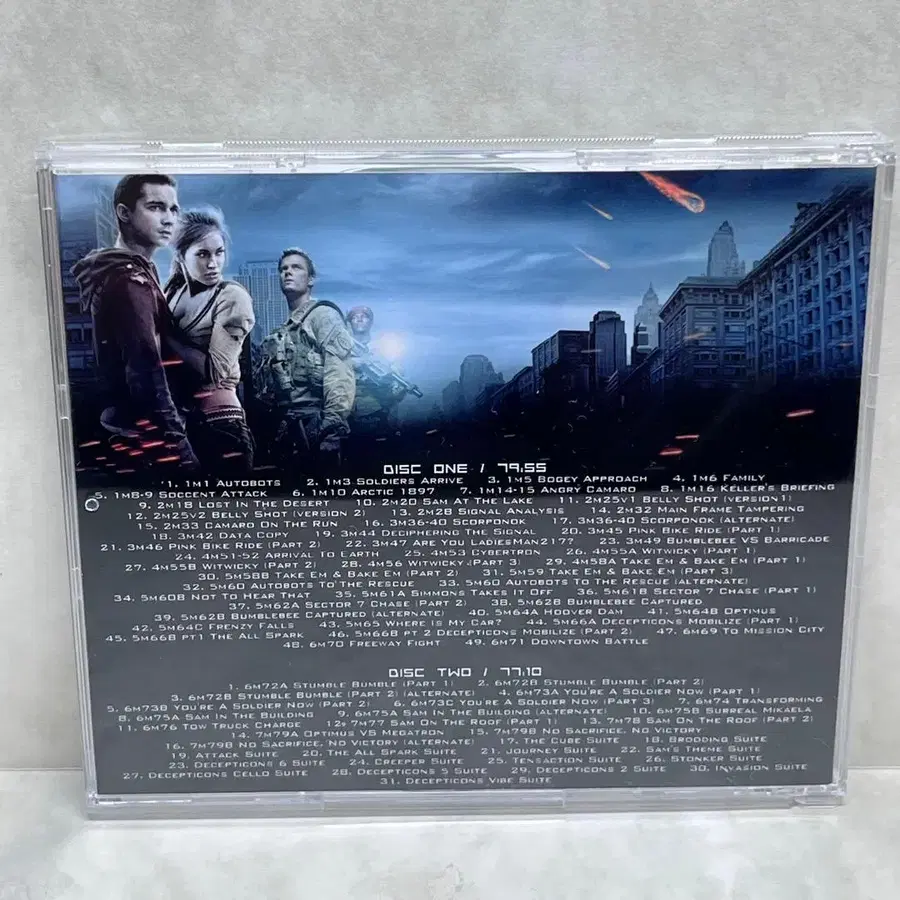 DISC ONE / 79:55
1. 1M1 AUTOBOTS 2. 1M3 SOLDIERS ARRIVE 3. 1M5 BOGEY APPROACH 4. 1M6 FAMILY
5. 1M8-9 SOCCENT ATTACK 6. 1M10 ARCTIC 1897 7. 1M14-15 ANGRY CAMARO 8. 1M16 KELLER'S BRIEFING
9. 2M18 LOST IN THE DESERT 10. 2M20 SAM AT THE LAKE 11. 2M25V1 BELLY SHOT (VERSION 1)
12. 2M25V2 BELLY SHOT (VERSION 2) 13. 2M28 SIGNAL ANALYSIS 14. 2M32 MAIN FRAME TAMPERING
15. 2M33 CAMARO ON THE RUN 16. 3M36-40 SCORPONOK 17. 3M36-40 SCORPONOK (ALTERNATE)
18. 3M42 DATA COPY 19. 3M44 DECIPHERING THE SIGNAL 20. 3M45 PINK BIKE RIDE (PART 1)
21. 3M46 PINK BIKE RIDE (PART 2) 22. 3M47 ARE YOU LADIESMAN217? 23. 3M49 BUMBLEBEE VS BARRICADE
24. 4M51-52 ARRIVAL TO EARTH 25. 4M53 CYBERTRON 26. 4M55A WITWICKY (PART 1)
27. 4M55B WITWICKY (PART 2) 28. 4M56 WITWICKY (PART 3) 29. 4M58A TAKE EM & BAKE EM (PART 1)
30. 5M58B TAKE EM & BAKE EM (PART 2) 31. 5M59 TAKE EM & BAKE EM (PART 3)
32. 5M60 AUTOBOTS TO THE RESCUE 33. 5M60 AUTOBOTS TO THE RESCUE (ALTERNATE)
34. 5M60B NOT TO HEAR THAT 35. 5M61A SIMMONS TAKES IT OFF 36. 5M61B SECTOR 7 CHASE (PART 1)
37. 5M62A SECTOR 7 CHASE (PART 2) 38. 5M62B BUMBLEBEE CAPTURED
39. 5M62B BUMBLEBEE CAPTURED (ALTERNATE) 40. 5M64A HOOVER DAM 41. 5M64B OPTIMUS
42. 5M64C FRENZY FALLS 43. 5M65 WHERE IS MY CAR? 44. 5M66A DECEPTICONS MOBILIZE (PART 1)
45. 5M66B PT1 THE ALL SPARK 46. 5M66B PT 2 DECEPTICONS MOBILIZE (PART 2) 47. 6M69 TO MISSION CITY
48. 6M70 FREEWAY FIGHT 49. 6M71 DOWNTOWN BATTLE
DISC TWO / 77:10
1. 6M72A STUMBLE BUMBLE (PART 1) 2. 6M72B STUMBLE BUMBLE (PART 2)
3. 6M72B STUMBLE BUMBLE (PART 2) (ALTERNATE) 4. 6M73A YOU'RE A SOLDIER NOW (PART 1)
5. 6M73B YOU'RE A SOLDIER NOW (PART 2) 6. 6M73C YOU'RE A SOLDIER NOW (PART 3) 7. 6M74 TRANSFORMING
8. 6M75A SAM IN THE BUILDING 9. 6M75A SAM IN THE BUILDING (ALTERNATE) 10. 6M75B SURREAL MIKAELA
11. 6M76 TOW TRUCK CHARGE 12. 7M77 SAM ON THE ROOF (PART 1) 13. 7M78 SAM ON THE ROOF (PART 2)
14. 7M79A OPTIMUS VS MEGATRON 15. 7M79B NO SACRIFICE, NO VICTORY
16. 7M79B NO SACRIFICE, NO VICTORY (ALTERNATE) 17. THE CUBE SUITE 18. BROODING SUITE
19. ATTACK SUITE 20. THE ALL SPARK SUITE 21. JOURNEY SUITE 22. SAM'S THEME SUITE
23. DECEPTICONS 6 SUITE 24. CREEPER SUITE 25. TENSACTION SUITE 26. STONKER SUITE
27. DECEPTICONS CELLO SUITE 28. DECEPTICONS 5 SUITE 29. DECEPTICONS 2 SUITE 30. INVASION SUITE
31. DECEPTICONS VIBE SUITE